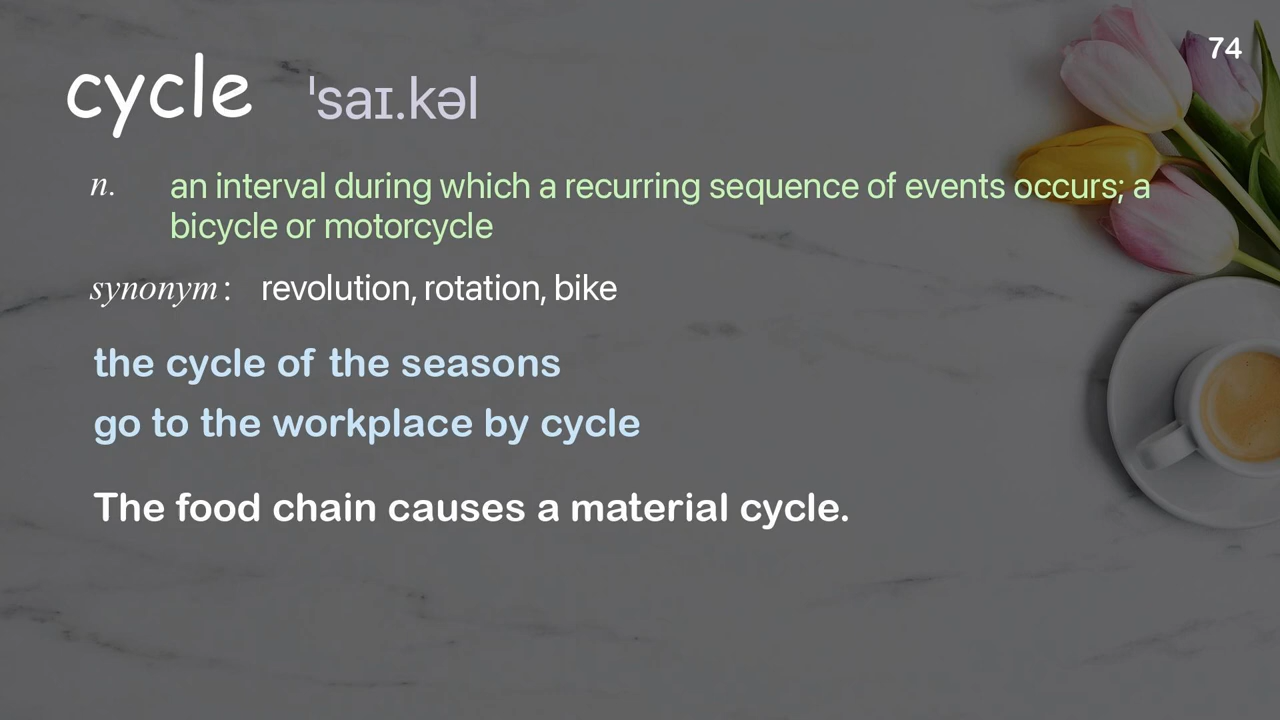 74
cycle ˈsaɪ.kəl
n. an interval during which a recurring sequence of events occurs; a
bicycle or motorcycle
synonym: revolution, rotation, bike
the cycle of the seasons
go to the workplace by cycle
The food chain causes a material cycle.